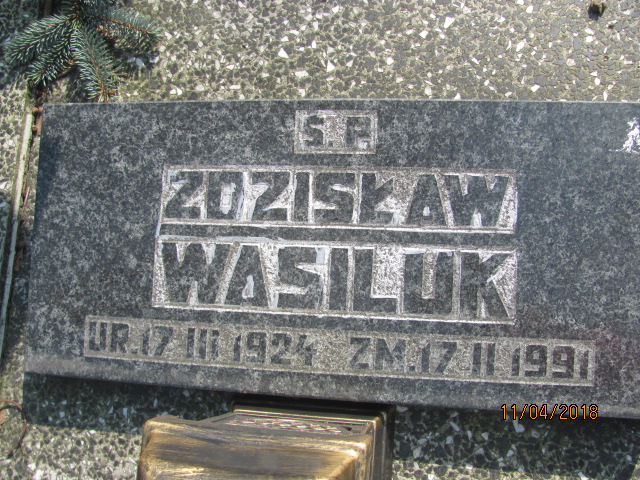 Ś.P.
ZDZISŁAW
WASILUK
UR.17 III 1924 ZM.17 II 1991
11/04/2018